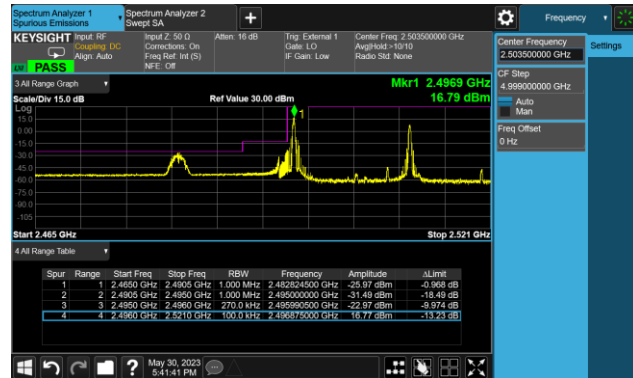 Spectrum Analyzer 1
Spurious Emissions
Spectrum Analyzer 2
Swept SA
Frequency
KEYSIGHT
Input: RF
Coupling: DC
Align: Auto
Input Z: 50 Ω
Corrections: On
Freq Ref: Int (S)
NFE: Off
Atten: 16 dB
Trig: External 1
Gate: LO
IF Gain: Low
Center Freq: 2.503500000 GHz
Avg|Hold:>10/10
Radio Std: None
PASS
Center Frequency
2.503500000 GHz
Settings
CF Step
4.999000000 GHz
Auto
Man
Freq Offset
0 Hz
3 All Range Graph
Mkr1 2.4969 GHz
Scale/Div 15.0 dB
Ref Value 30.00 dBm
16.79 dBm
Log
15.0
0.00
-15.0
-30.0
-45.0
-60.0
-75.0
-90.0
-105
1
Start 2.465 GHz
Stop 2.521 GHz
4 All Range Table
Spur Range Start Freq Stop Freq RBW Frequency Amplitude ΔLimit
1 1 2.4650 GHz 2.4905 GHz 1.000 MHz 2.482824500 GHz -25.97 dBm -0.968 dB
2 2 2.4905 GHz 2.4950 GHz 1.000 MHz 2.495000000 GHz -31.49 dBm -18.49 dB
3 3 2.4950 GHz 2.4960 GHz 270.0 kHz 2.495990500 GHz -22.97 dBm -9.974 dB
4 4 2.4960 GHz 2.5210 GHz 100.0 kHz 2.496875000 GHz 16.77 dBm -13.23 dB
?
May 30, 2023
5:41:41 PM